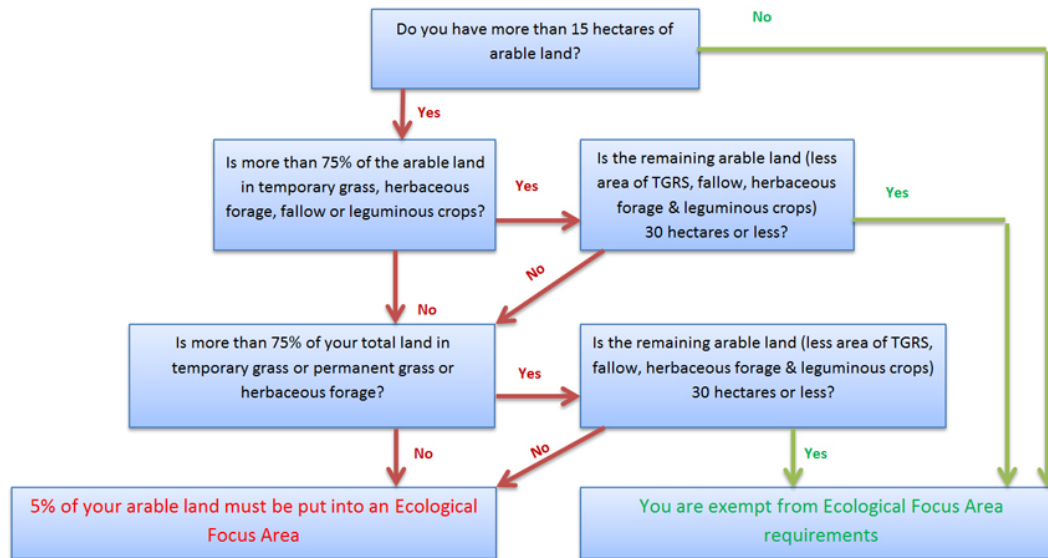 No
Do you have more than 15 hectares of
arable land?
Yes
Is more than 75% of the arable land
in temporary grass, herbaceous
forage, fallow or leguminous crops?
Yes
Is the remaining arable land (less
area of TGRS, fallow, herbaceous
forage & leguminous crops)
30 hectares or less?
Yes
No
No
Is more than 75% of your total land in
temporary grass or permanent grass or
herbaceous forage?
Yes
Is the remaining arable land (less area of TGRS,
fallow, herbaceous forage & leguminous crops)
30 hectares or less?
No
No
Yes
5% of your arable land must be put into an Ecological
Focus Area
You are exempt from Ecological Focus Area
requirements